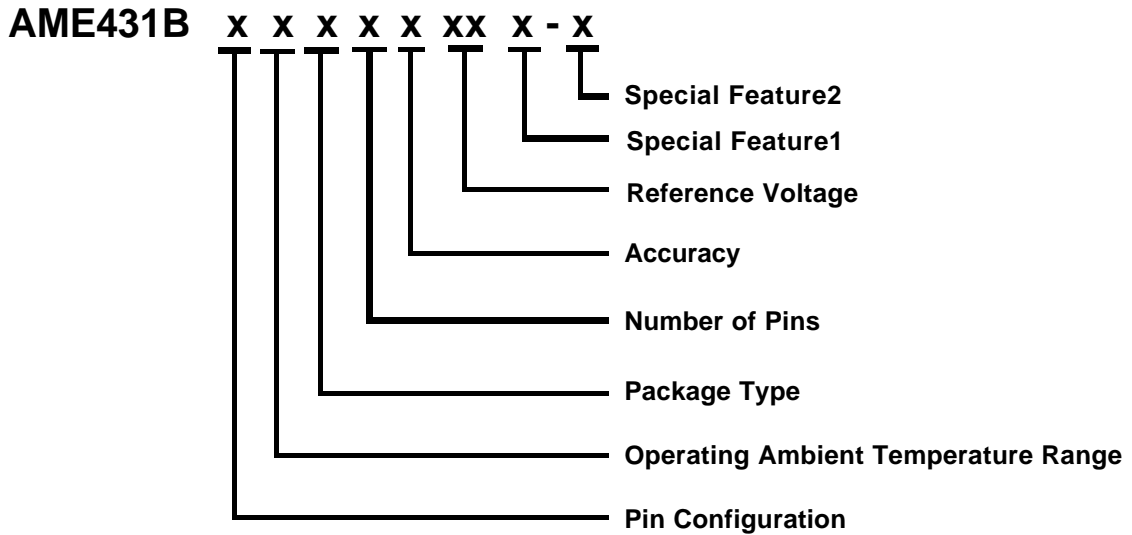 AME431B x x x x x xx x - x
Special Feature2
Special Feature1
Reference Voltage
Accuracy
Number of Pins
Package Type
Operating Ambient Temperature Range
Pin Configuration